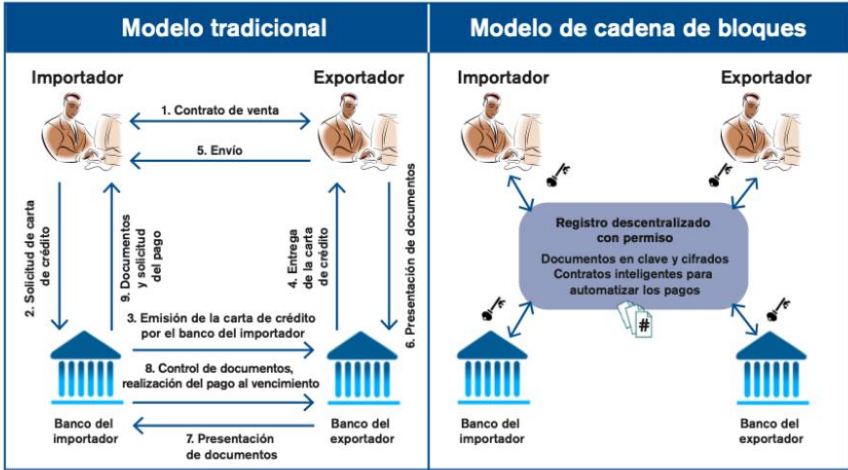 Modelo tradicional
Importador
Exportador
1. Contrato de venta
5. Envío
2. Solicitud de carta
de crédito
9. Documentos
y solicitud
del pago
4. Entrega
de la carta
de crédito
6. Presentación de documentos
3. Emisión de la carta de crédito
por el banco del importador
8. Control de documentos,
realización del pago al vencimiento
Banco del
importador
7. Presentación
de documentos
Banco del
exportador
Modelo de cadena de bloques
Importador
Exportador
Registro descentralizado
con permiso
Documentos en clave y cifrados
Contratos inteligentes para
automatizar los pagos
#
Banco del
importador
Banco del
exportador